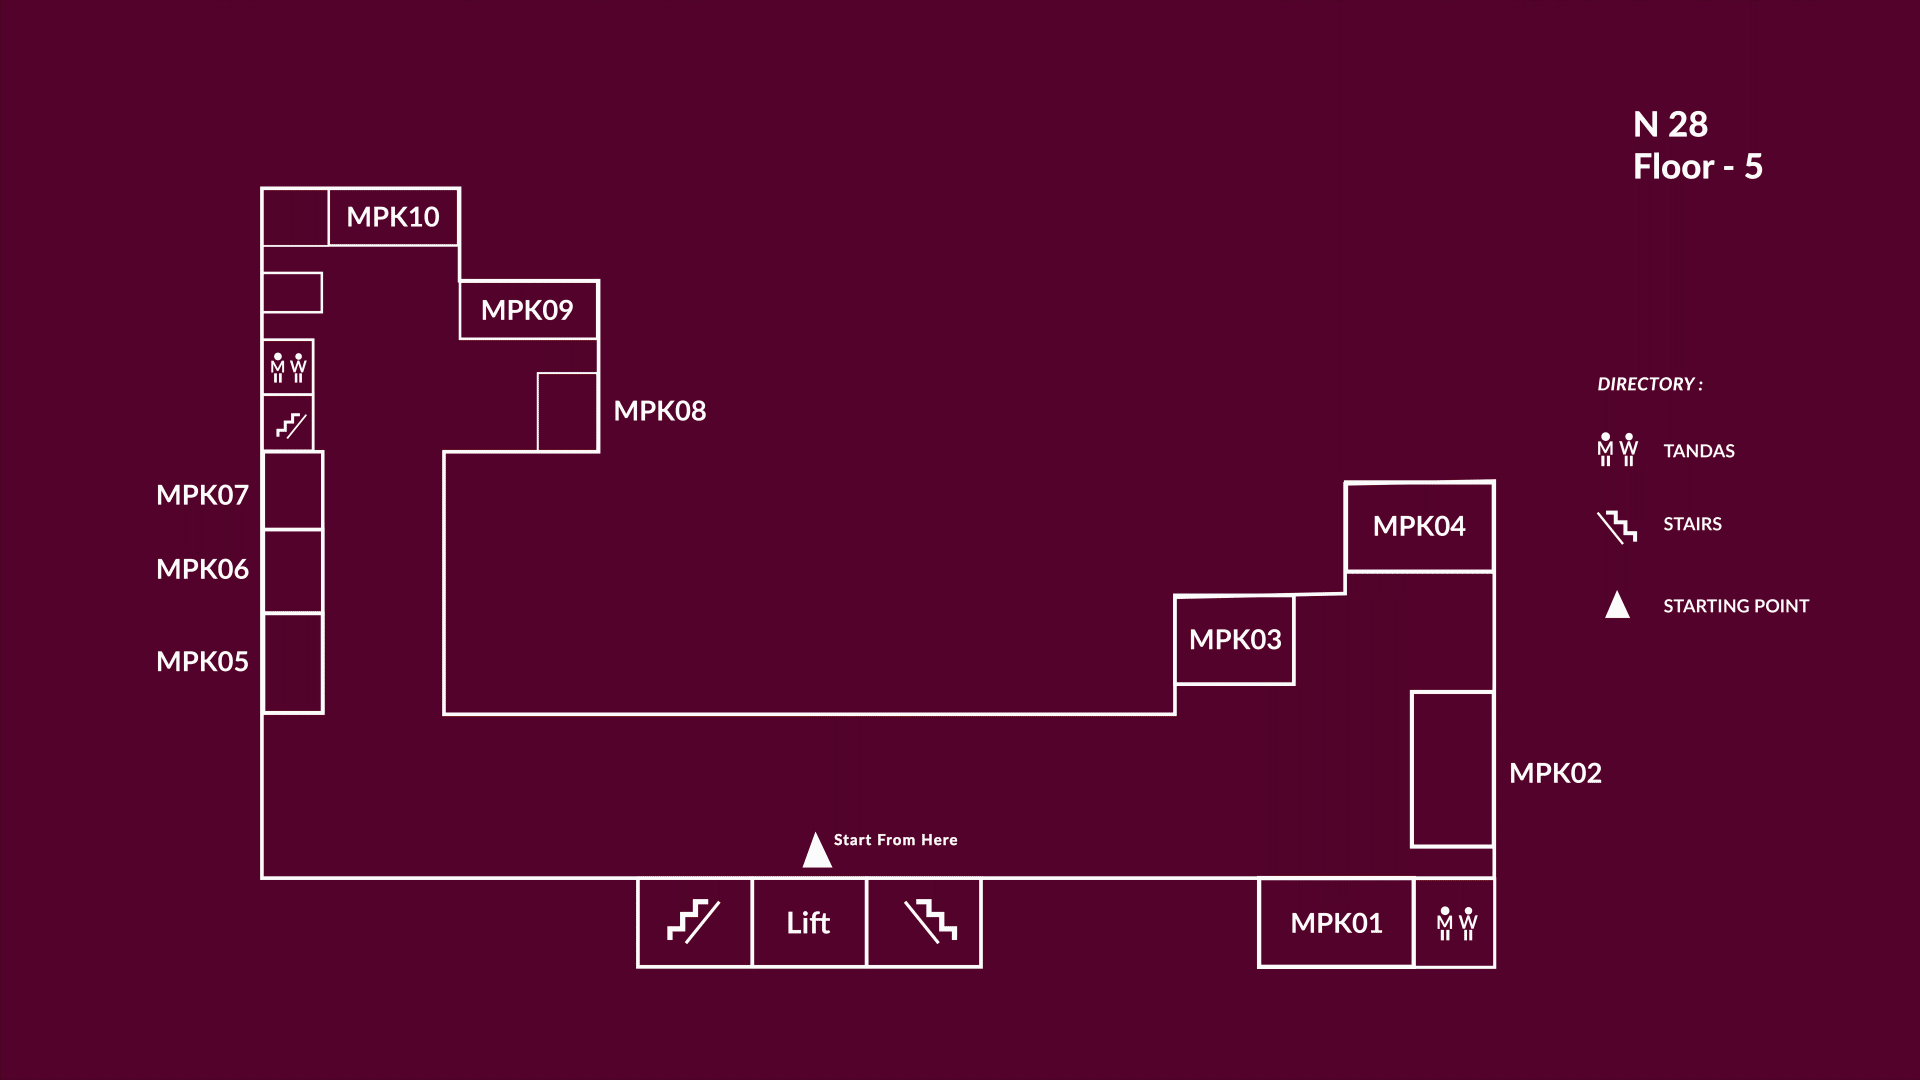 N 28
Floor - 5
MPK10
MPK09
MPK08
MPK07
MPK06
MPK05
MPK04
MPK03
MPK02
Start From Here
Lift
MPK01
M W
M W
DIRECTORY :
M W TANDAS
STAIRS
STARTING POINT